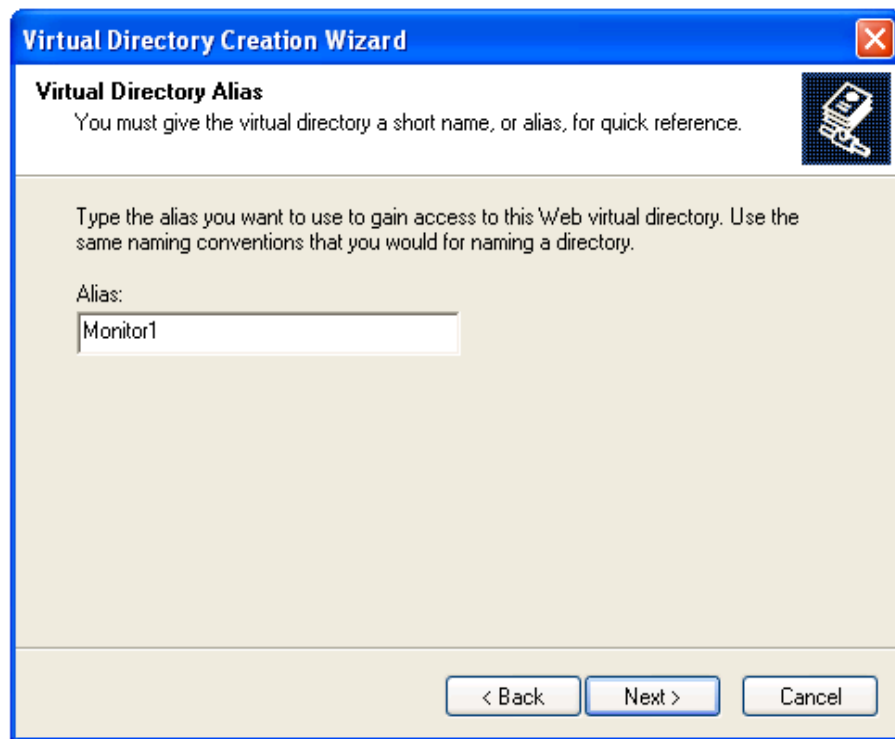 Virtual Directory Creation Wizard
Virtual Directory Alias
You must give the virtual directory a short name, or alias, for quick reference.
Type the alias you want to use to gain access to this Web virtual directory. Use the
same naming conventions that you would for naming a directory.
Alias:
Monitor1
< Back Next > Cancel